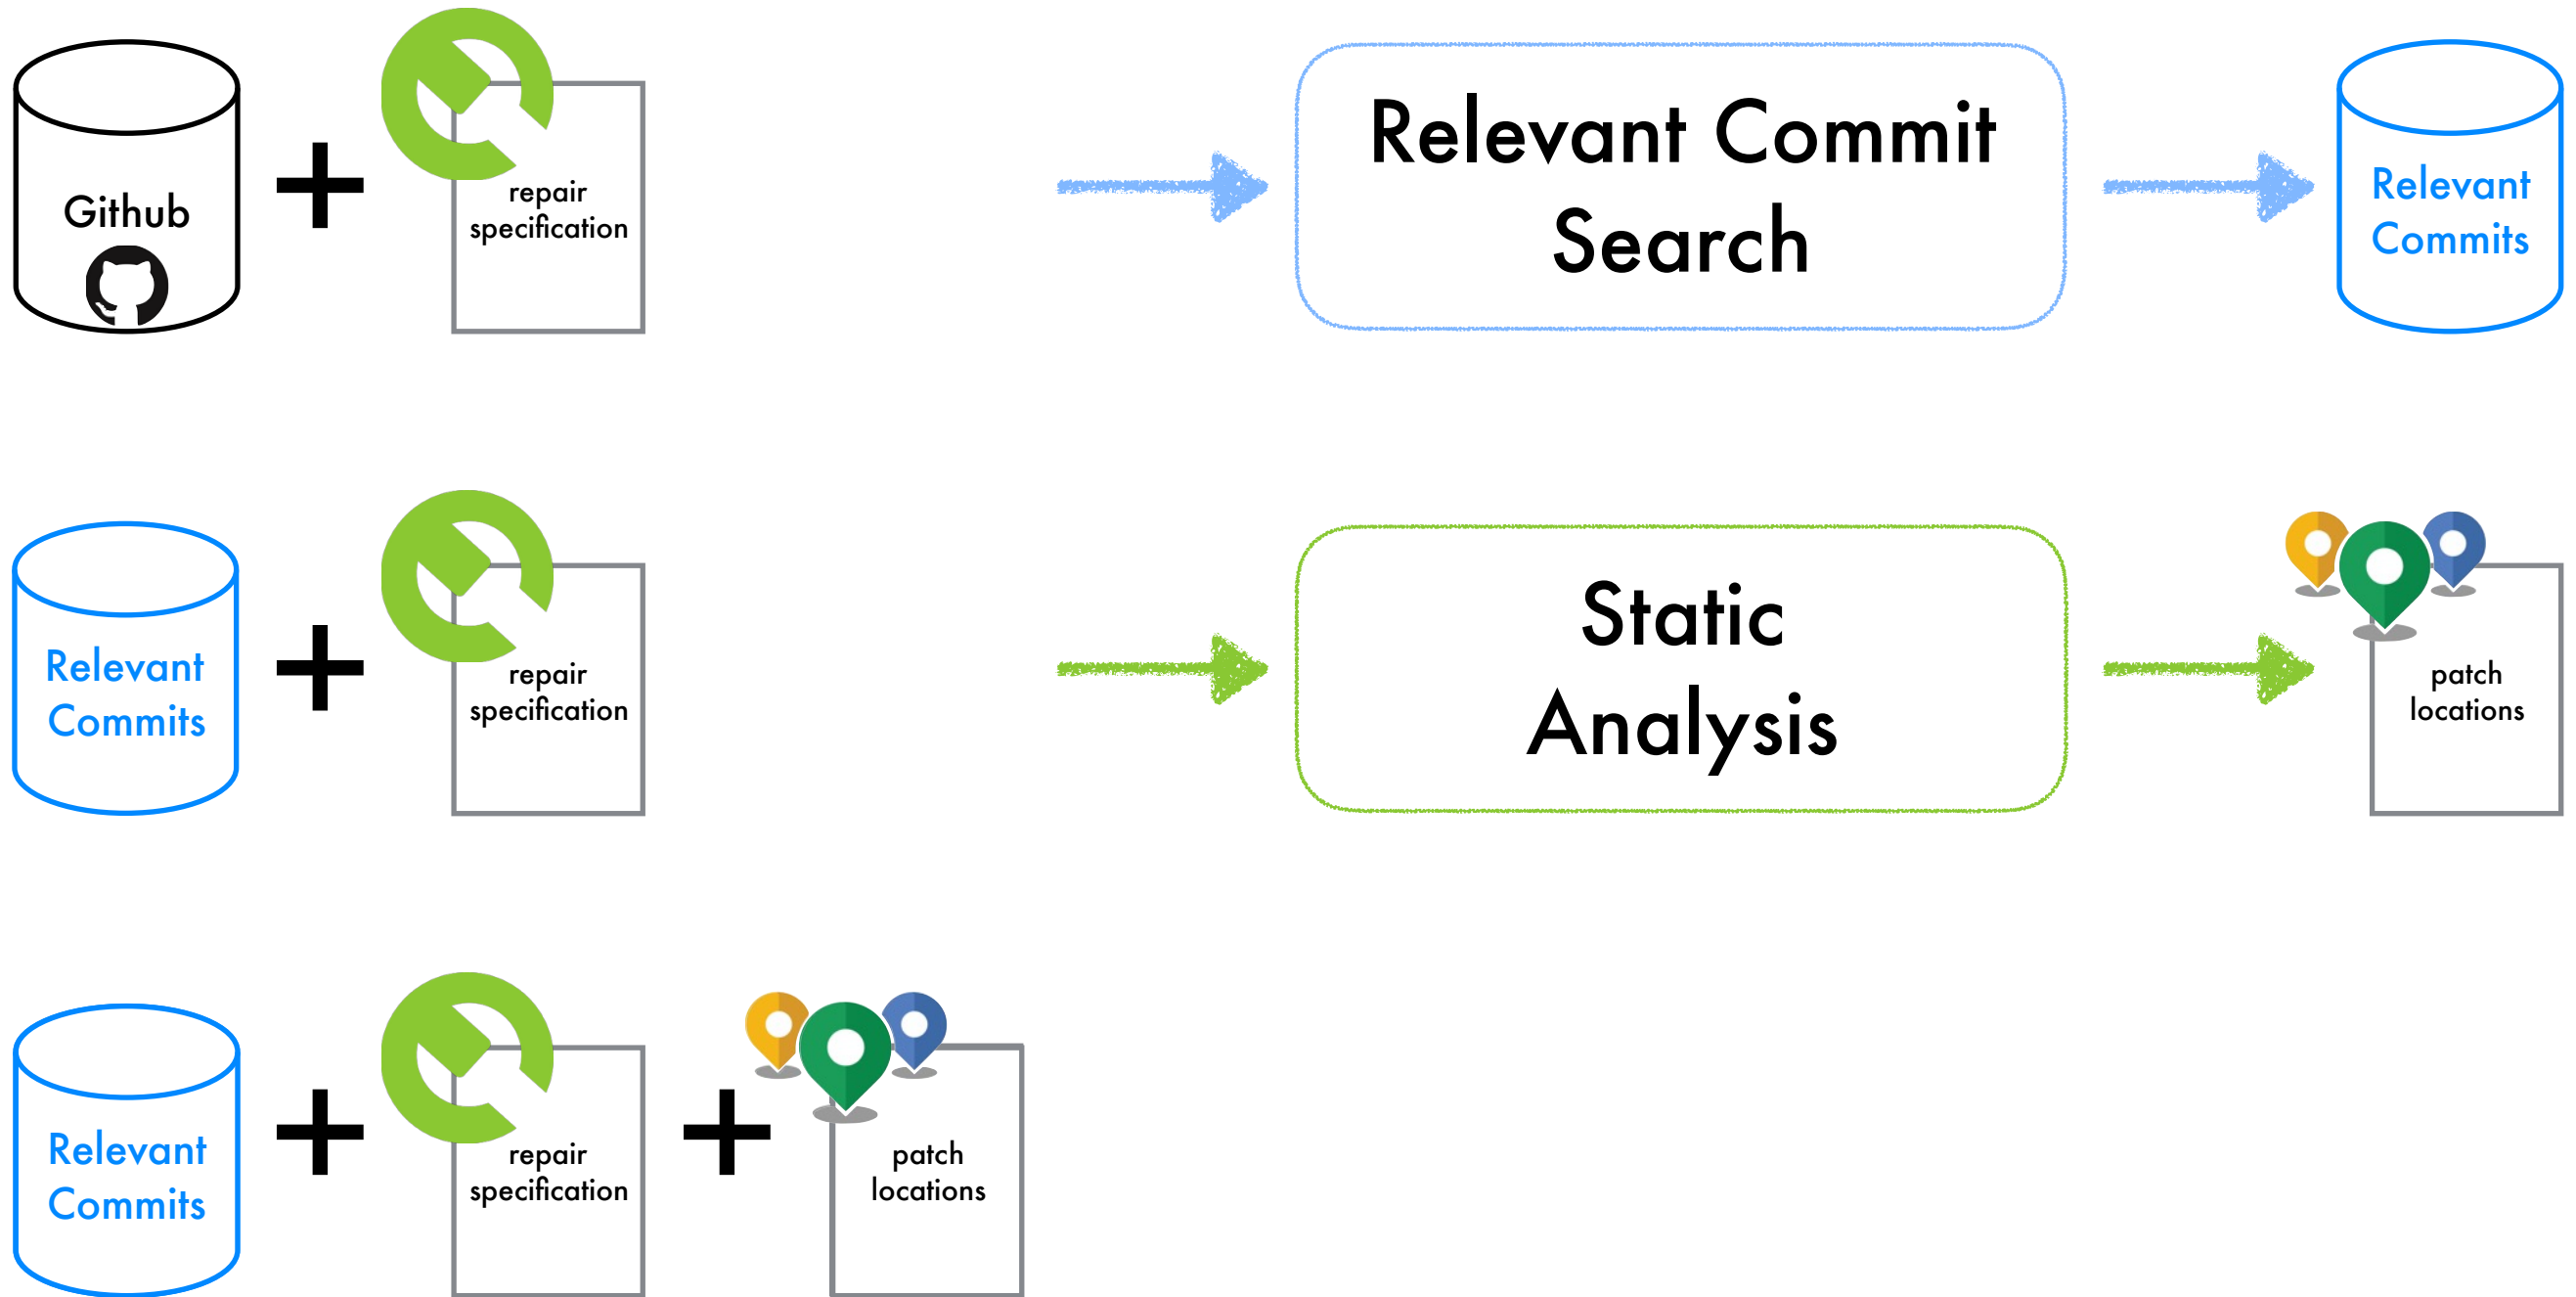 Github
repair
specification
Relevant Commit
Search
Relevant
Commits
Relevant
Commits
repair
specification
Static
Analysis
patch
locations
Relevant
Commits
repair
specification
patch
locations